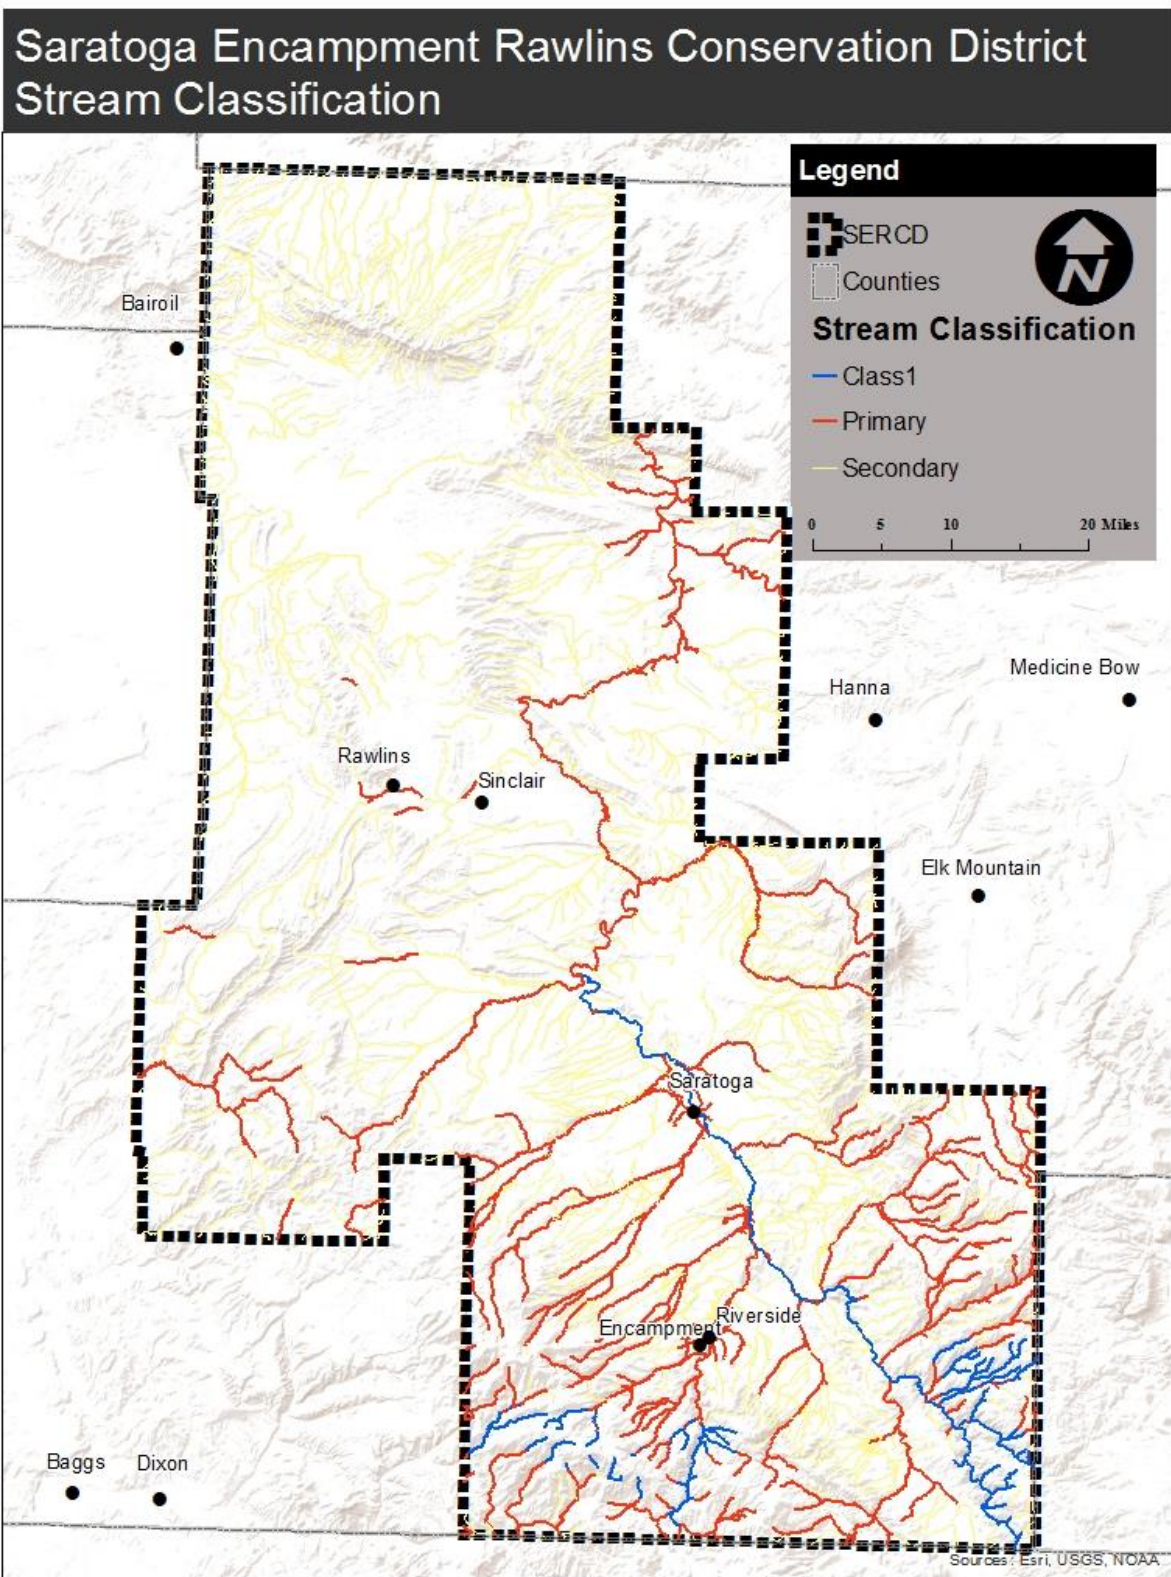 Saratoga Encampment Rawlins Conservation District
Stream Classification
Legend
SERCD
Counties
N
Stream Classification
Class1
Primary
Secondary
0 5 10 20 Miles
Bairoil
Medicine Bow
Hanna
Rawlins
Sinclair
Elk Mountain
Saratoga
Riverside
Encampment
Baggs Dixon
Sources: Esri, USGS, NOAA